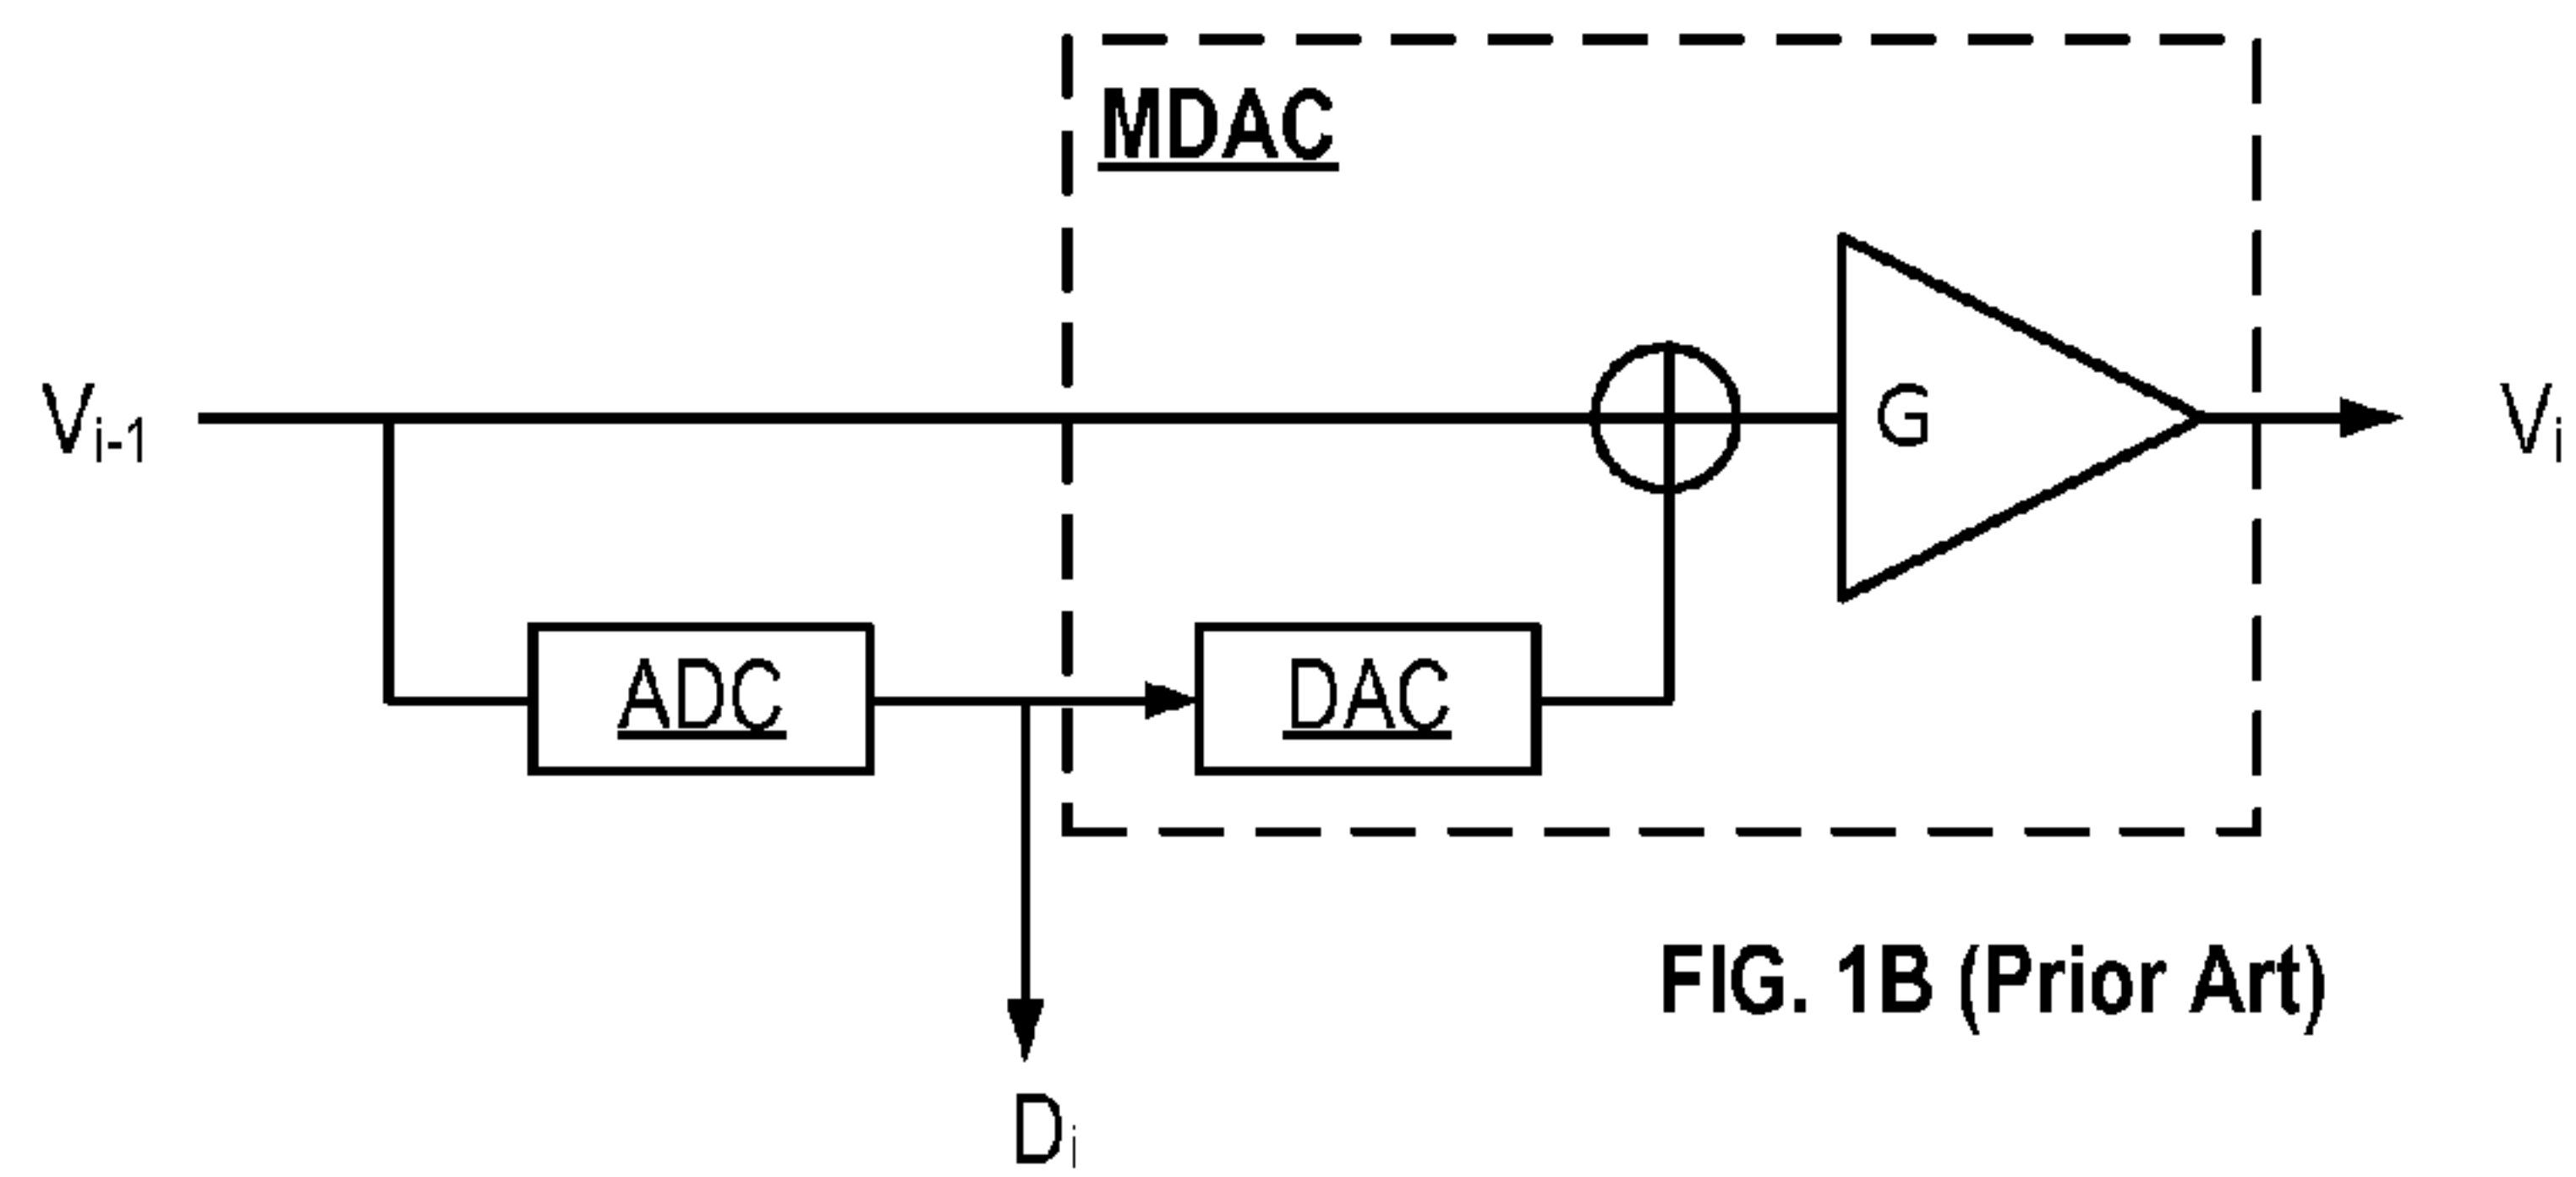 MDAC
Vi-1
G
Vi
ADC
DAC
FIG. 1B (Prior Art)
Di